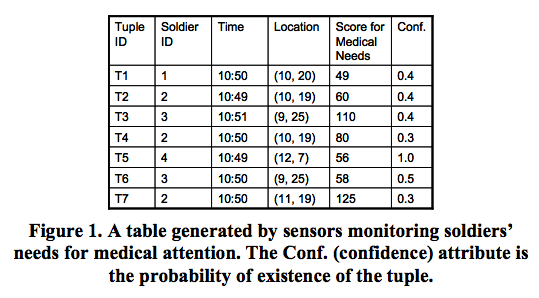 Tuple ID Soldier ID Time Location Score for Medical Needs Conf.
T1 1 10:50 (10, 20) 49 0.4
T2 2 10:49 (10, 19) 60 0.4
T3 3 10:51 (9, 25) 110 0.4
T4 2 10:50 (10, 19) 80 0.3
T5 4 10:49 (12, 7) 56 1.0
T6 3 10:50 (9, 25) 58 0.5
T7 2 10:50 (11, 19) 125 0.3
Figure 1. A table generated by sensors monitoring soldiers’
needs for medical attention. The Conf. (confidence) attribute is
the probability of existence of the tuple.